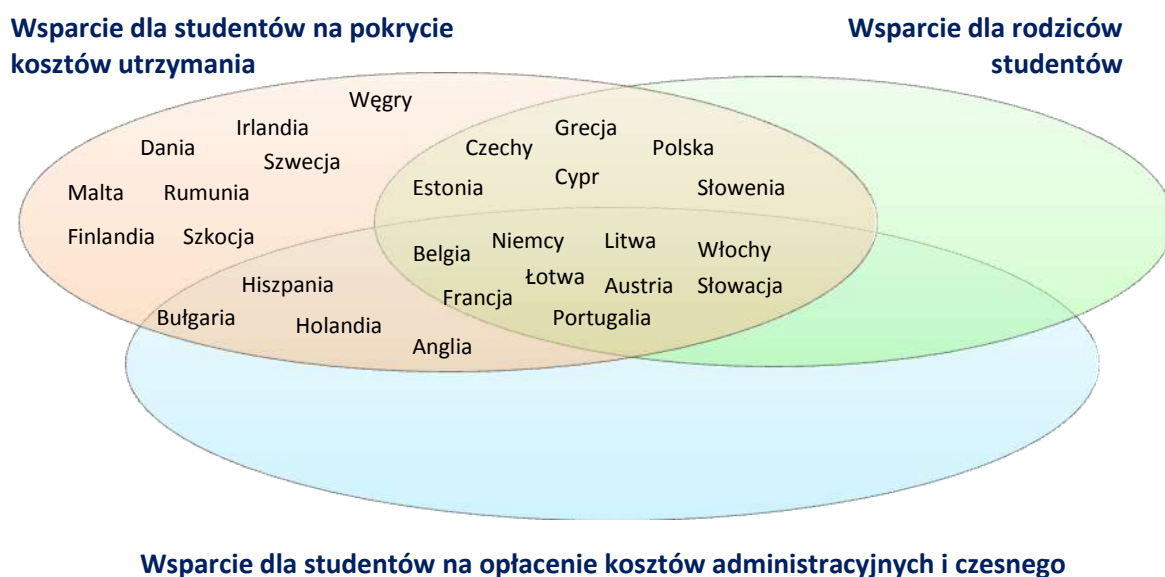 Wsparcie dla studentów na pokrycie
kosztów utrzymania
Wsparcie dla rodziców
studentów
Węgry
Irlandia
Grecja
Dania
Szwecja
Czechy
Polska
Malta
Rumunia
Estonia
Cypr
Słowenia
Finlandia
Szkocja
Belgia
Niemcy
Litwa
Włochy
Hiszpania
Łotwa
Austria
Słowacja
Francja
Bułgaria
Holandia
Portugalia
Anglia
Wsparcie dla studentów na opłacenie kosztów administracyjnych i czesnego